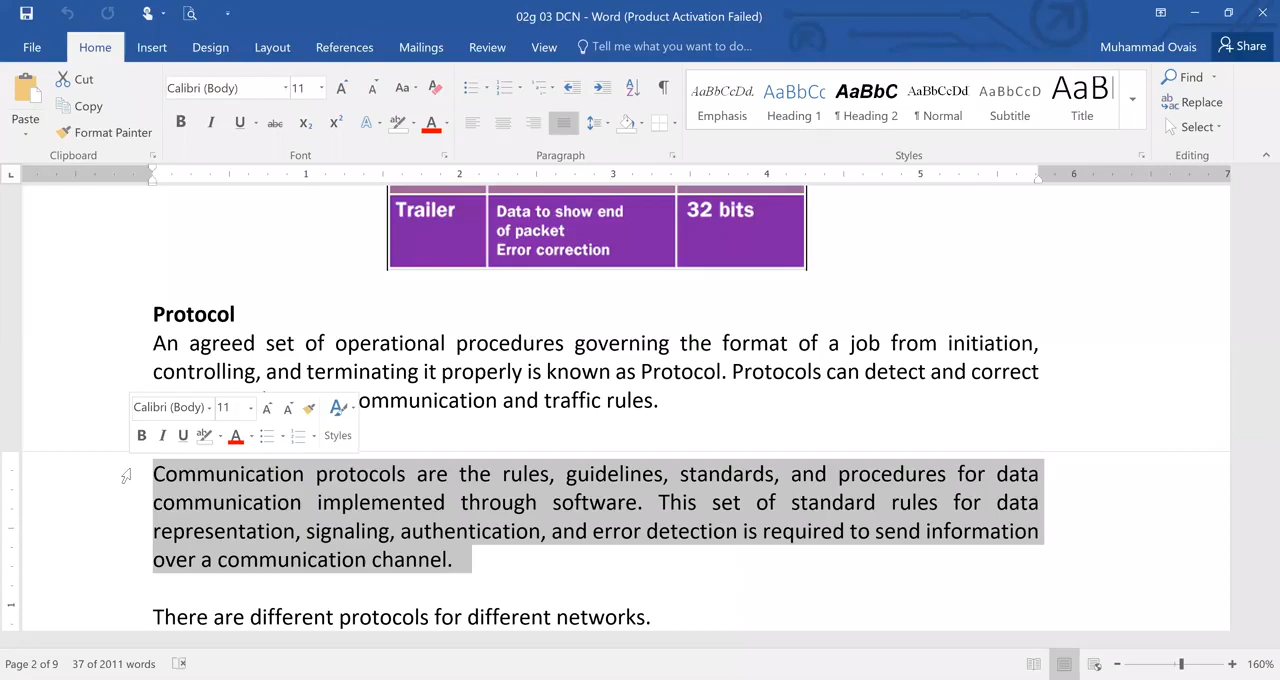 02g 03 DCN - Word (Product Activation Failed)
File Home Insert Design Layout References Mailings Review View Tell me what you want to do... Muhammad Ovais Share
Paste
Cut
Copy
Format Painter
Clipboard
Calibri (Body) 11
Font
Paragraph
AaBbCcDd. AaBbCc AaBbC AaBbCcDd AaBbCcD AaB
Emphasis Heading 1 ¶ Heading 2 ¶ Normal Subtitle Title
Styles
Find
Replace
Select
Editing
1 2 3 4 5 6 7
Trailer
Data to show end
of packet
Error correction
32 bits
Protocol
An agreed set of operational procedures governing the format of a job from initiation,
controlling, and terminating it properly is known as Protocol. Protocols can detect and correct
ommunication and traffic rules.
Calibri (Body) 11
Styles
Communication protocols are the rules, guidelines, standards, and procedures for data
communication implemented through software. This set of standard rules for data
representation, signaling, authentication, and error detection is required to send information
over a communication channel.
There are different protocols for different networks.
Page 2 of 9 37 of 2011 words 160%